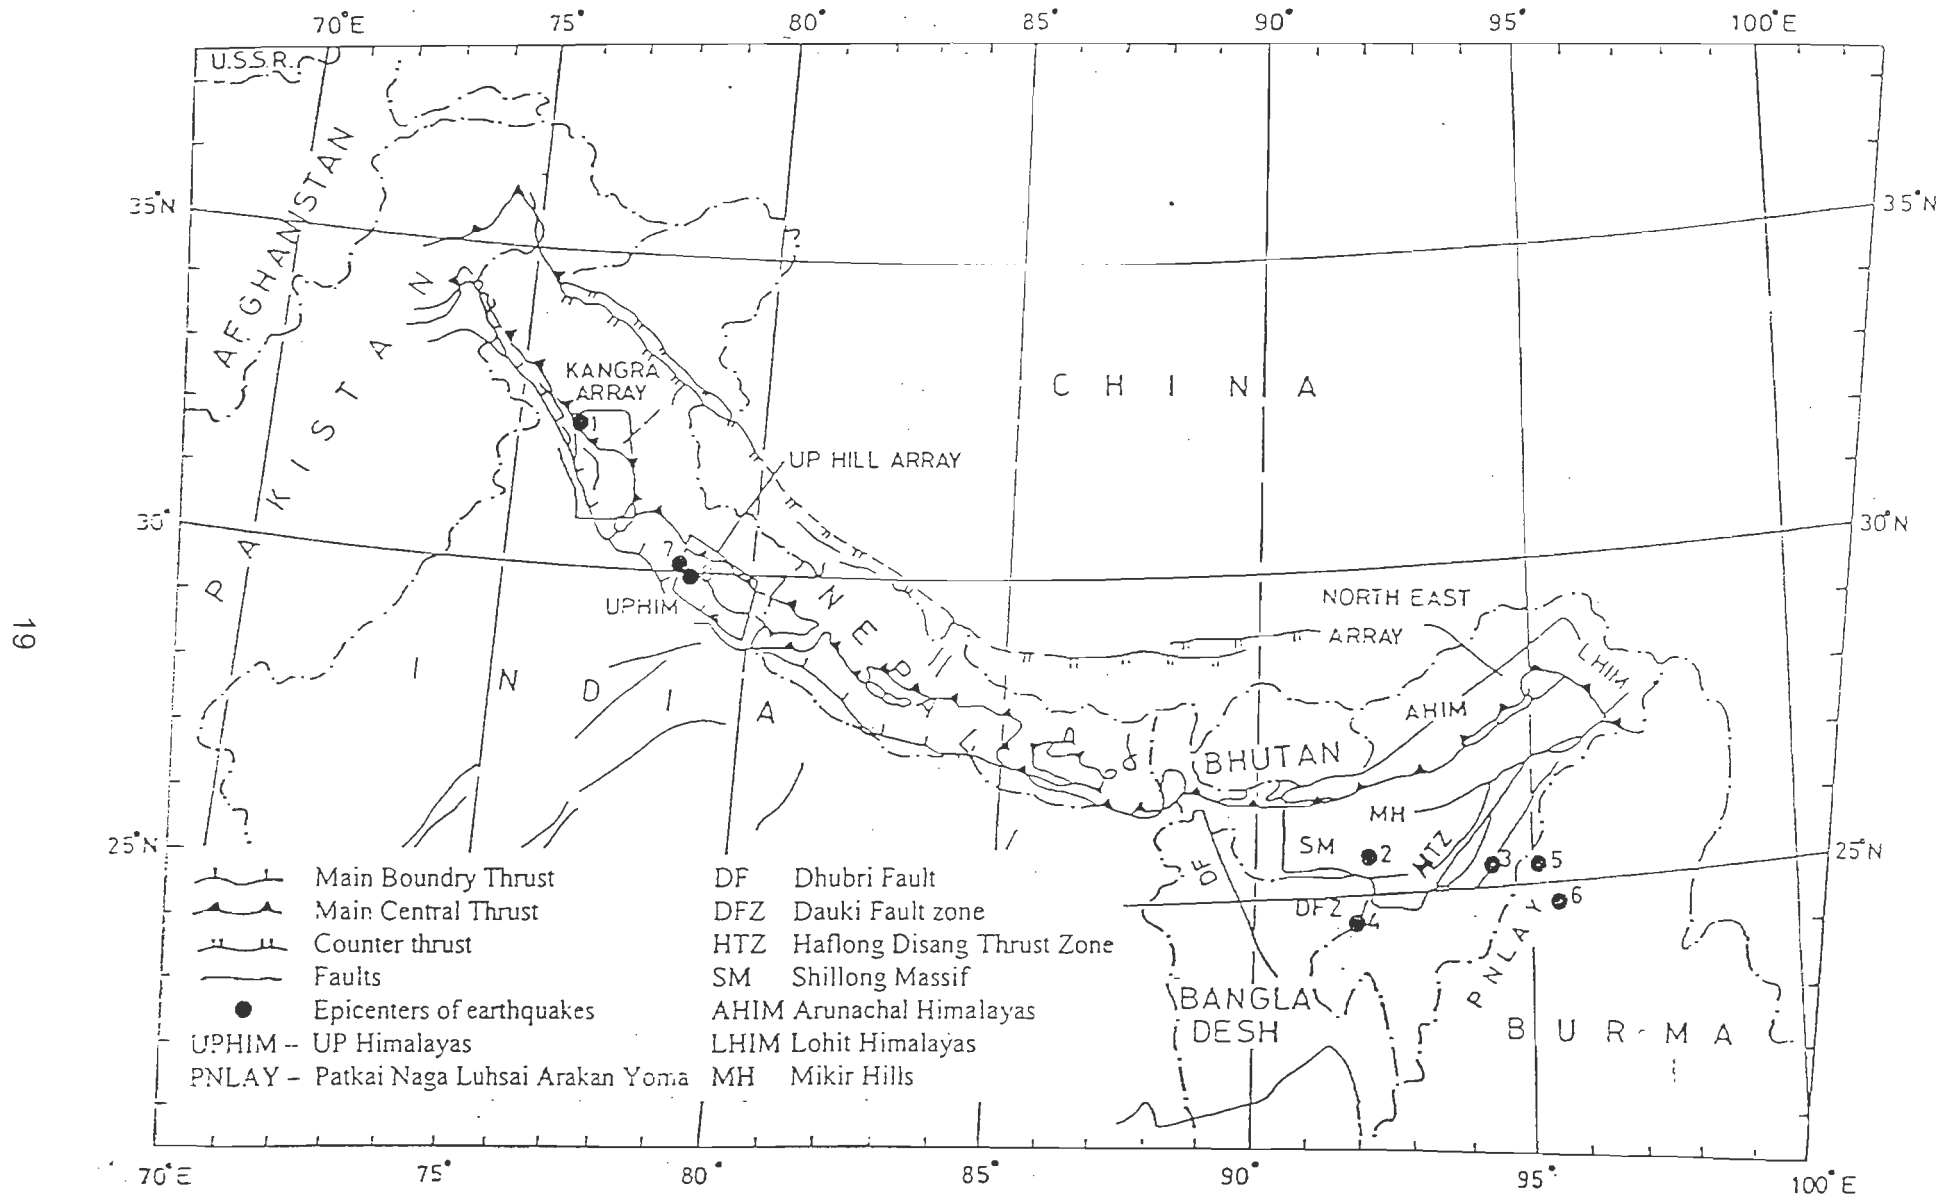 70°E 75° 80° 85° 90° 95° 100°E
U.S.S.R.
35°N 35°N
AFGHANISTAN
PAKISTAN
KANGRA
ARRAY
CHINA
1
UP HILL ARRAY
30° 30°N
7
UPHIM
NEPAL
NORTH EAST
ARRAY
LHIM
INDIA
AHIM
BHUTAN
MH
25°N 25°N
SM
2
HTZ
3
5
DF
6
DFZ
4
PNLAY
BANGLA
DESH
BURMA
Main Boundry Thrust
Main Central Thrust
Counter thrust
Faults
Epicenters of earthquakes
UPHIM – UP Himalayas
PNLAY – Patkai Naga Luhsai Arakan Yoma
DF Dhubri Fault
DFZ Dauki Fault zone
HTZ Haflong Disang Thrust Zone
SM Shillong Massif
AHIM Arunachal Himalayas
LHIM Lohit Himalayas
MH Mikir Hills
70°E 75° 80° 85° 90° 95° 100°E
19